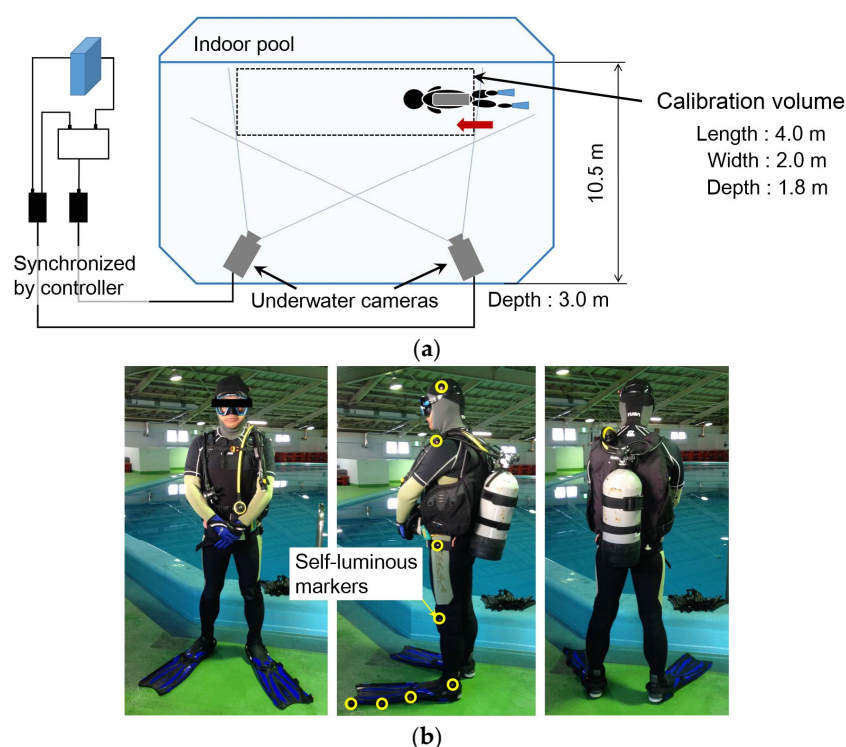 Indoor pool
Calibration volume
Length : 4.0 m
Width : 2.0 m
Depth : 1.8 m
10.5 m
Synchronized
by controller
Underwater cameras
Depth : 3.0 m
(a)
Self-luminous
markers
(b)